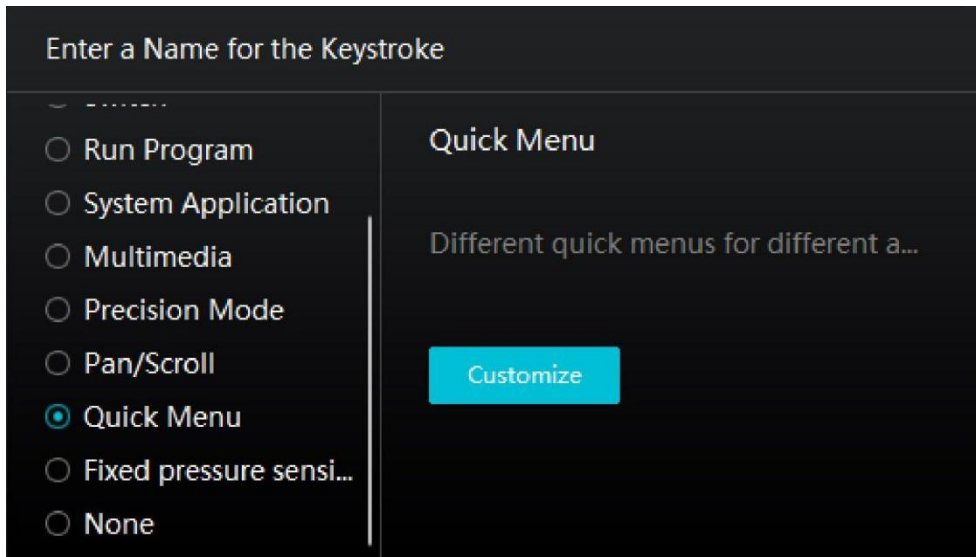 Enter a Name for the Keystroke
Run Program
System Application
Multimedia
Precision Mode
Pan/Scroll
Quick Menu
Fixed pressure sensi...
None
Quick Menu
Different quick menus for different a...
Customize